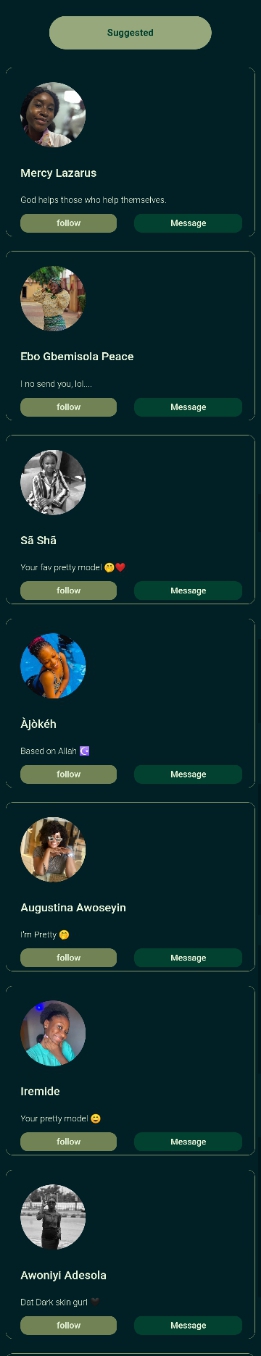 Suggested
Mercy Lazarus
God helps those who help themselves.
follow Message
Ebo Gbemisola Peace
I no send you, lol....
follow Message
Sã Shã
Your fav pretty model 🤭❤️
follow Message
Àjòkéh
Based on Allah ☪️
follow Message
Augustina Awoseyin
I'm Pretty 🤭
follow Message
Iremide
Your pretty model 😊
follow Message
Awoniyi Adesola
Dat Dark skin gurl 🖤
follow Message